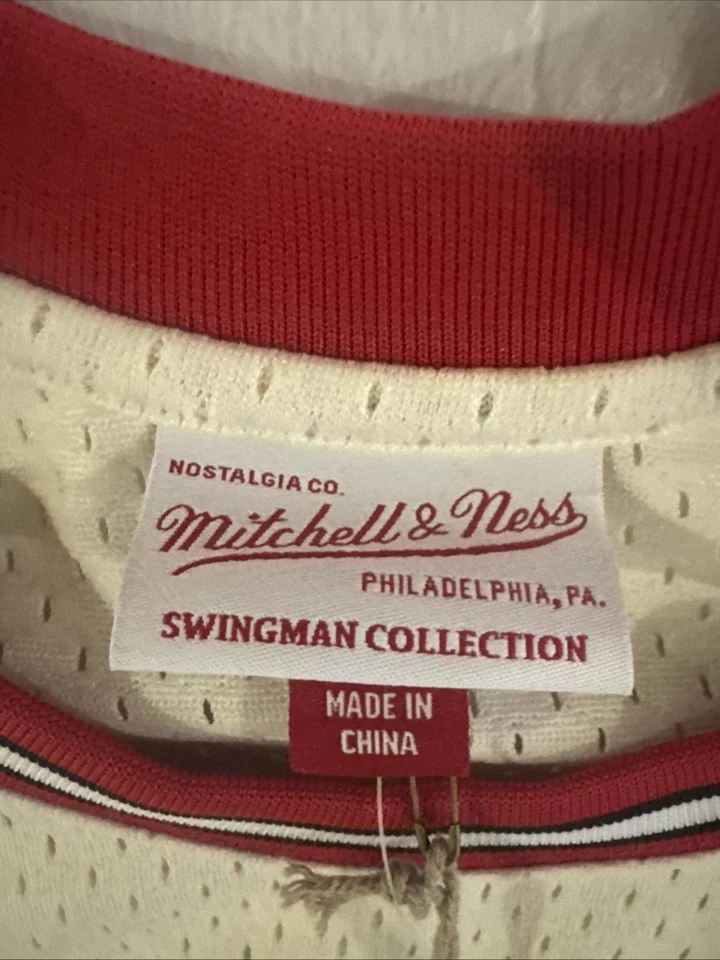 NOSTALGIA CO.
Mitchell & Ness
PHILADELPHIA, PA.
SWINGMAN COLLECTION
MADE IN
CHINA